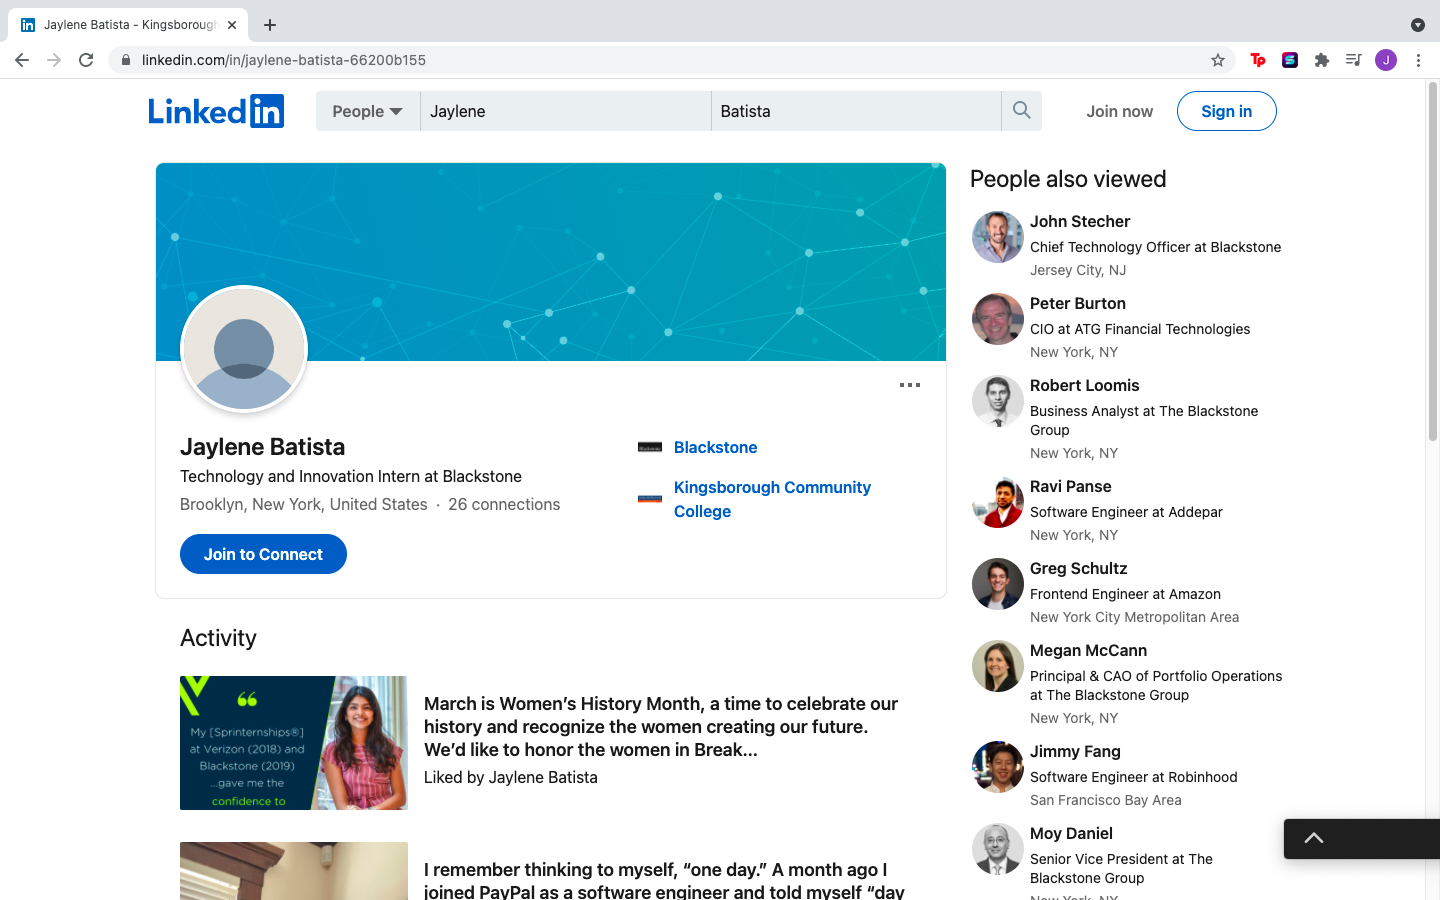 Jaylene Batista - Kingsborough
linkedin.com/in/jaylene-batista-66200b155
Tp
S
J
Linked in
People
Jaylene
Batista
Join now
Sign in
Jaylene Batista
Technology and Innovation Intern at Blackstone
Brooklyn, New York, United States · 26 connections
Join to Connect
Blackstone
Kingsborough Community
College
Activity
My [Sprinternships®]
at Verizon (2018) and
Blackstone (2019)
...gave me the
confidence to
March is Women’s History Month, a time to celebrate our
history and recognize the women creating our future.
We’d like to honor the women in Break...
Liked by Jaylene Batista
I remember thinking to myself, “one day.” A month ago I
joined PayPal as a software engineer and told myself “day
People also viewed
John Stecher
Chief Technology Officer at Blackstone
Jersey City, NJ
Peter Burton
CIO at ATG Financial Technologies
New York, NY
Robert Loomis
Business Analyst at The Blackstone
Group
New York, NY
Ravi Panse
Software Engineer at Addepar
New York, NY
Greg Schultz
Frontend Engineer at Amazon
New York City Metropolitan Area
Megan McCann
Principal & CAO of Portfolio Operations
at The Blackstone Group
New York, NY
Jimmy Fang
Software Engineer at Robinhood
San Francisco Bay Area
Moy Daniel
Senior Vice President at The
Blackstone Group
New York, NY